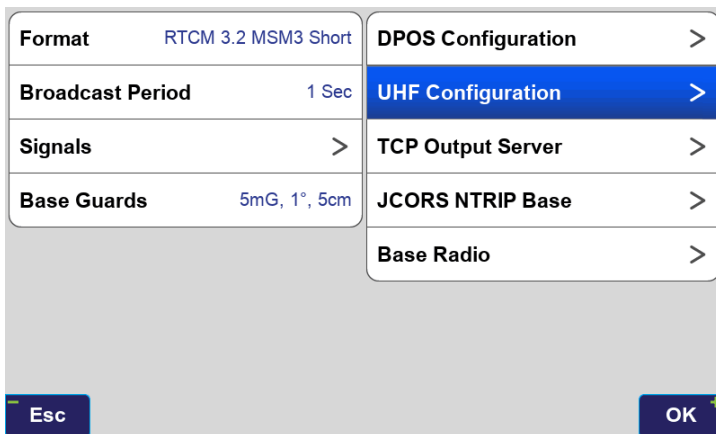 Format RTCM 3.2 MSM3 Short
Broadcast Period 1 Sec
Signals >
Base Guards 5mG, 1°, 5cm
DPOS Configuration >
UHF Configuration >
TCP Output Server >
JCORS NTRIP Base >
Base Radio >
- Esc
OK +